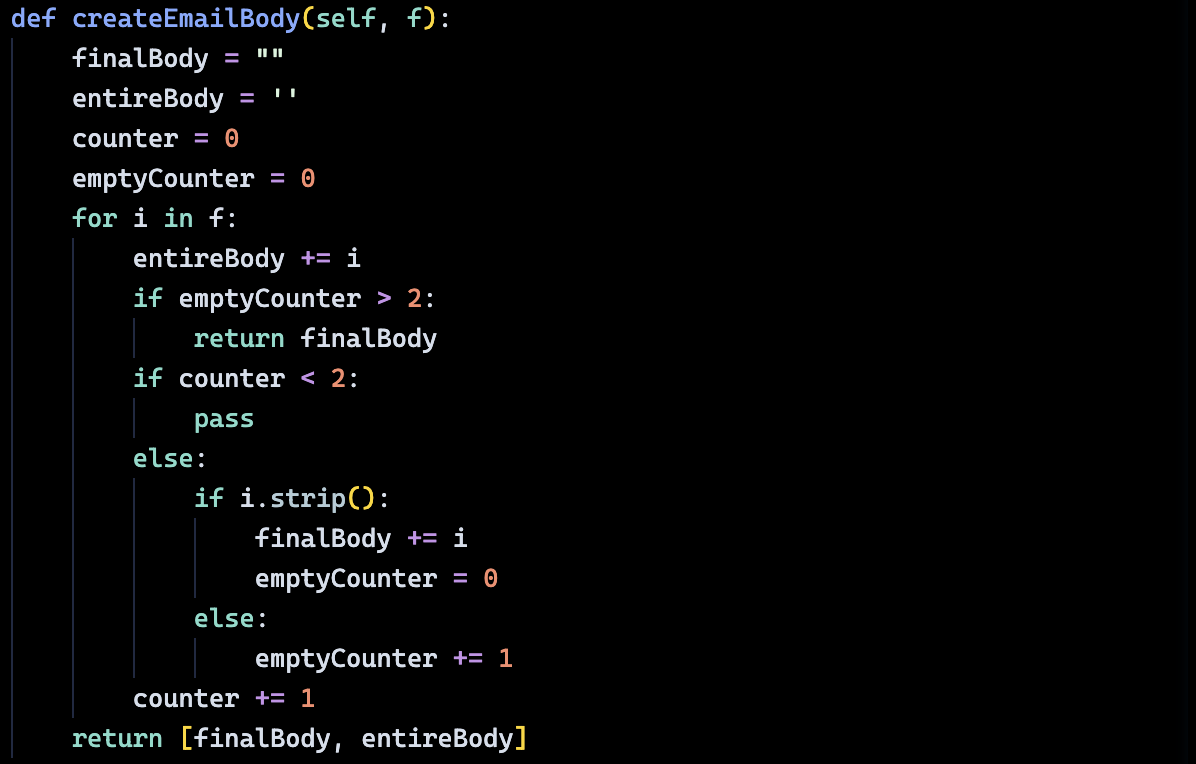 def createEmailBody(self, f):
    finalBody = ""
    entireBody = ''
    counter = 0
    emptyCounter = 0
    for i in f:
        entireBody += i
        if emptyCounter > 2:
            return finalBody
        if counter < 2:
            pass
        else:
            if i.strip():
                finalBody += i
                emptyCounter = 0
            else:
                emptyCounter += 1
        counter += 1
    return [finalBody, entireBody]